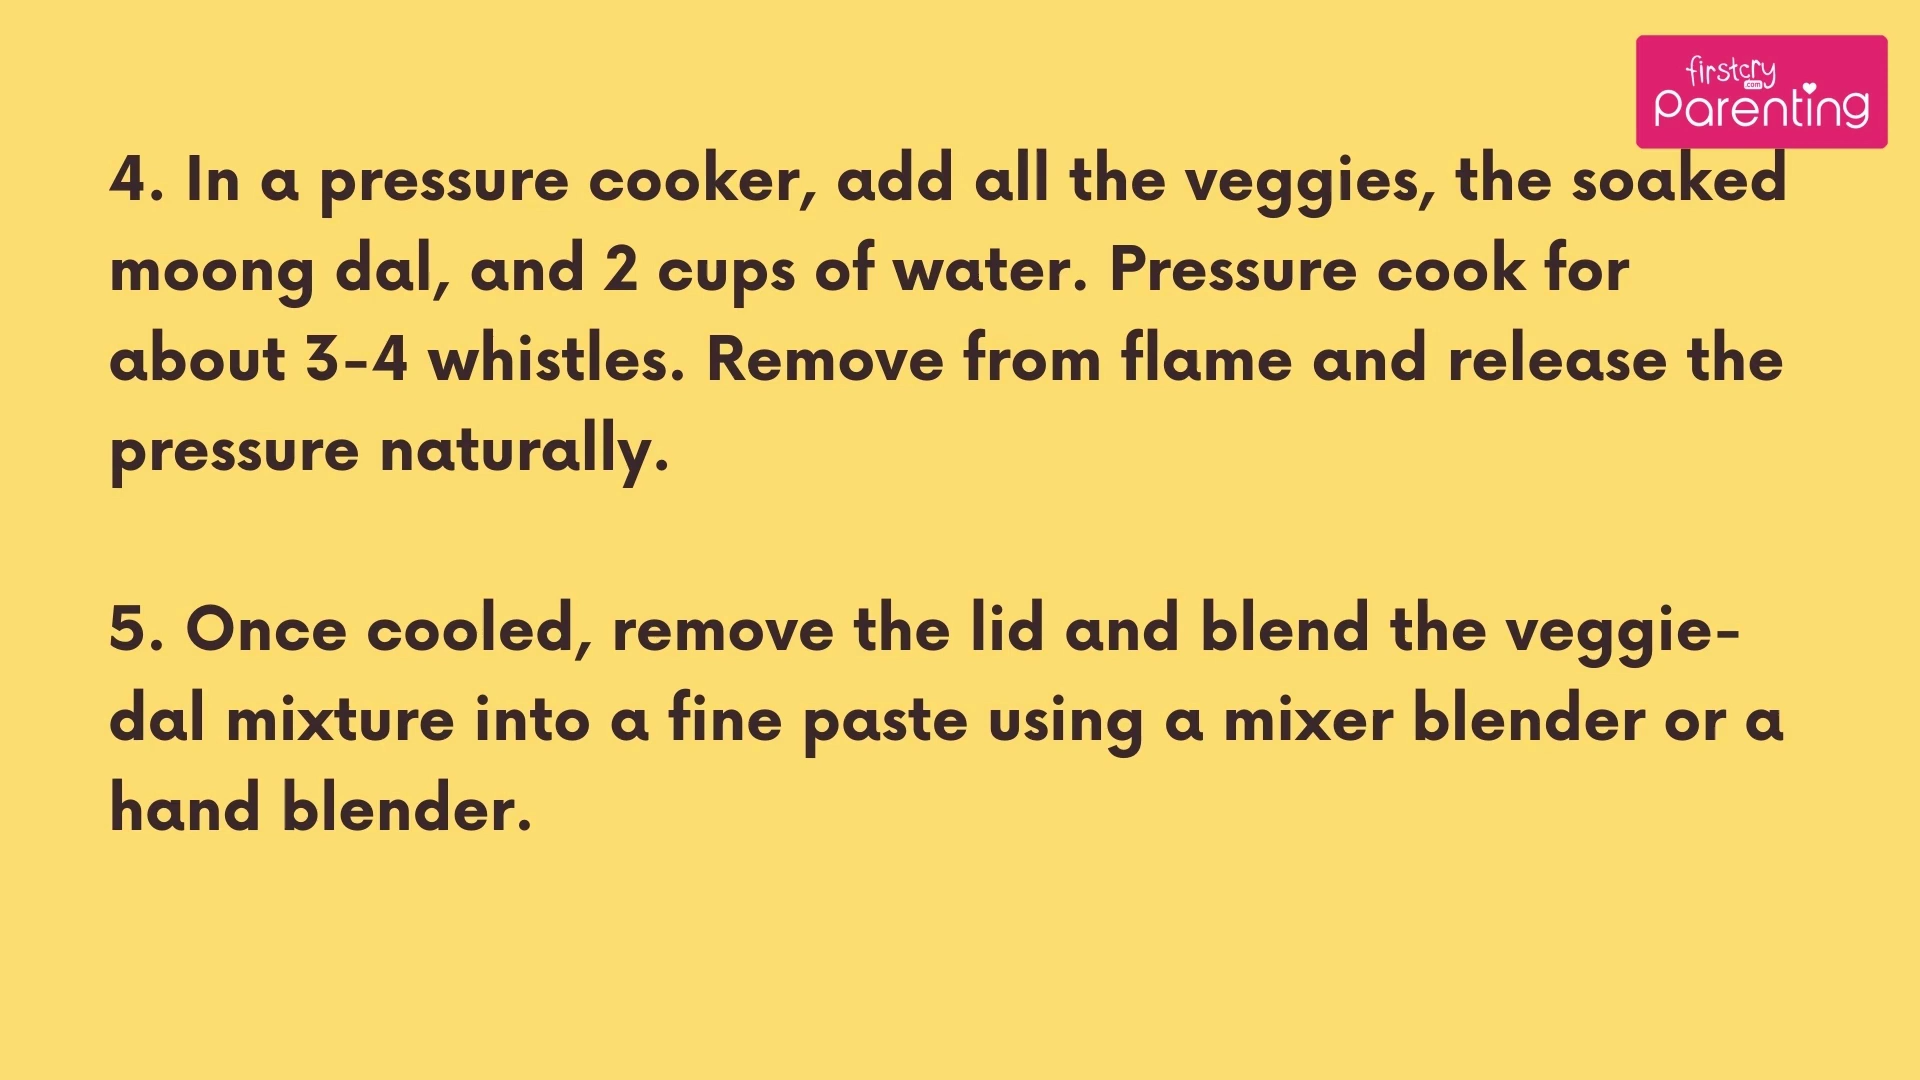 firstcry
.com
Parenting
4. In a pressure cooker, add all the veggies, the soaked
moong dal, and 2 cups of water. Pressure cook for
about 3-4 whistles. Remove from flame and release the
pressure naturally.
5. Once cooled, remove the lid and blend the veggie-
dal mixture into a fine paste using a mixer blender or a
hand blender.